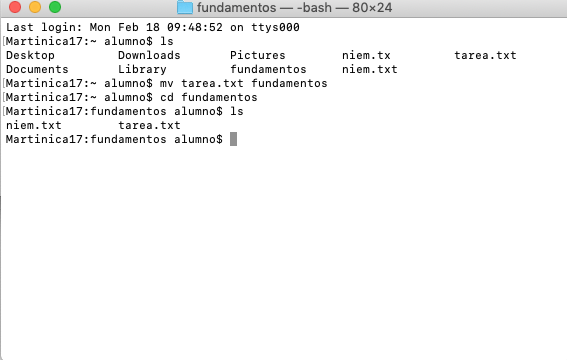 fundamentos — -bash — 80×24
Last login: Mon Feb 18 09:48:52 on ttys000
[Martinica17:~ alumno$ ls
Desktop Downloads Pictures niem.tx tarea.txt
Documents Library fundamentos niem.txt
[Martinica17:~ alumno$ mv tarea.txt fundamentos
[Martinica17:~ alumno$ cd fundamentos
[Martinica17:fundamentos alumno$ ls
niem.txt tarea.txt
Martinica17:fundamentos alumno$